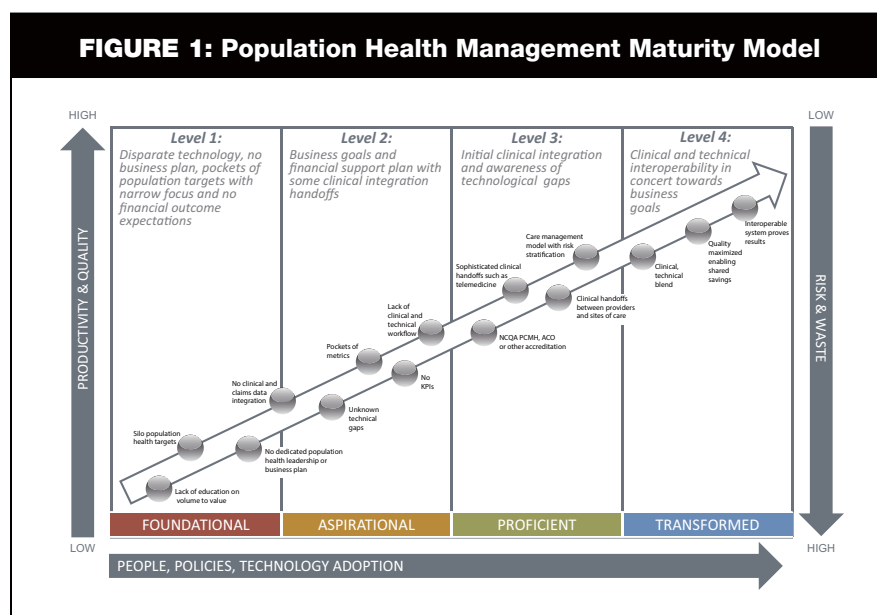 FIGURE 1: Population Health Management Maturity Model
HIGH
LOW
Level 1:
Disparate technology, no
business plan, pockets of
population targets with
narrow focus and no
financial outcome
expectations
Level 2:
Business goals and
financial support plan with
some clinical integration
handoffs
Level 3:
Initial clinical integration
and awareness of
technological gaps
Level 4:
Clinical and technical
interoperability in
concert towards
business
goals
PRODUCTIVITY & QUALITY
RISK & WASTE
Interoperable
system proves
results
Quality
maximized
enabling
shared
savings
Clinical,
technical
blend
Care management
model with risk
stratification
Clinical handoffs
between providers
and sites of care
Sophisticated clinical
handoffs such as
telemedicine
NCQA PCMH, ACO
or other accreditation
Lack of
clinical and
technical
workflow
No
KPIs
Pockets of
metrics
Unknown
technical
gaps
No clinical and
claims data
integration
No dedicated population
health leadership or
business plan
Silo population
health targets
Lack of education on
volume to value
FOUNDATIONAL
ASPIRATIONAL
PROFICIENT
TRANSFORMED
LOW
HIGH
PEOPLE, POLICIES, TECHNOLOGY ADOPTION